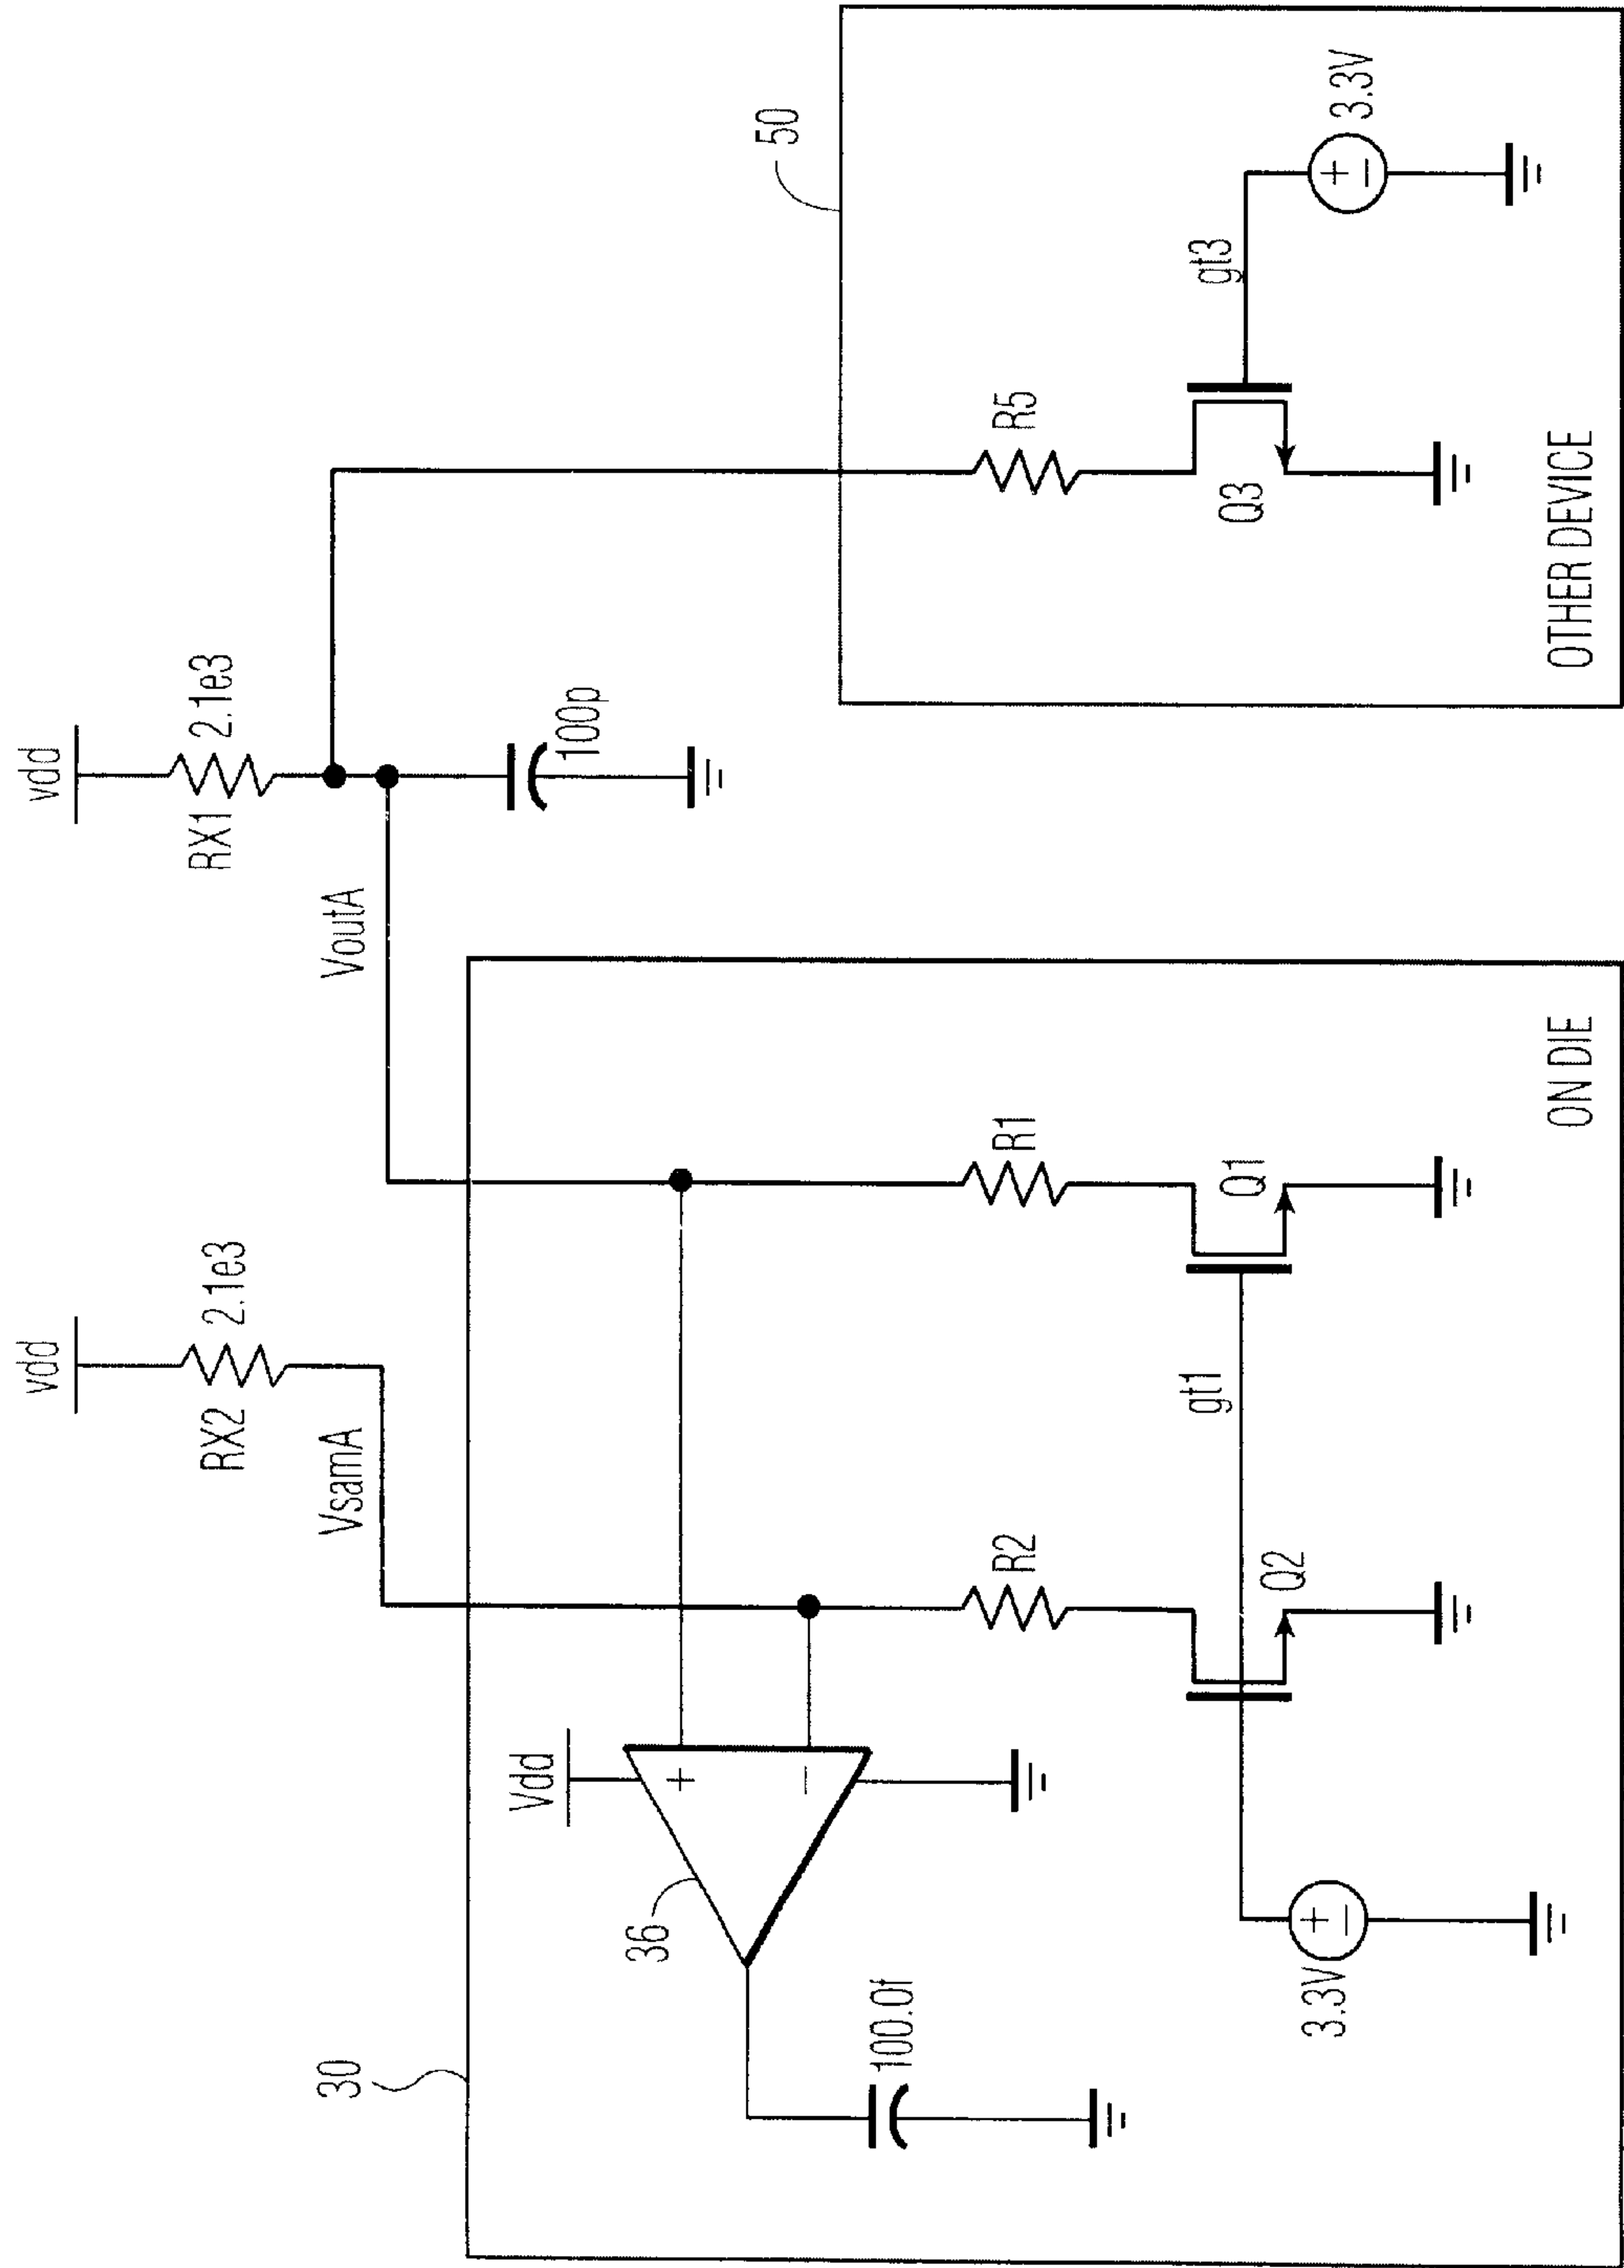 vdd
RX2 2.1e3
VsamA
vdd
RX1 2.1e3
VoutA
100p
30
Vdd
+
−
36
100.0f
R2
R1
gt1
Q2
Q1
3.3V
+
−
ON DIE
50
R5
Q3
gt3
3.3V
+
−
OTHER DEVICE